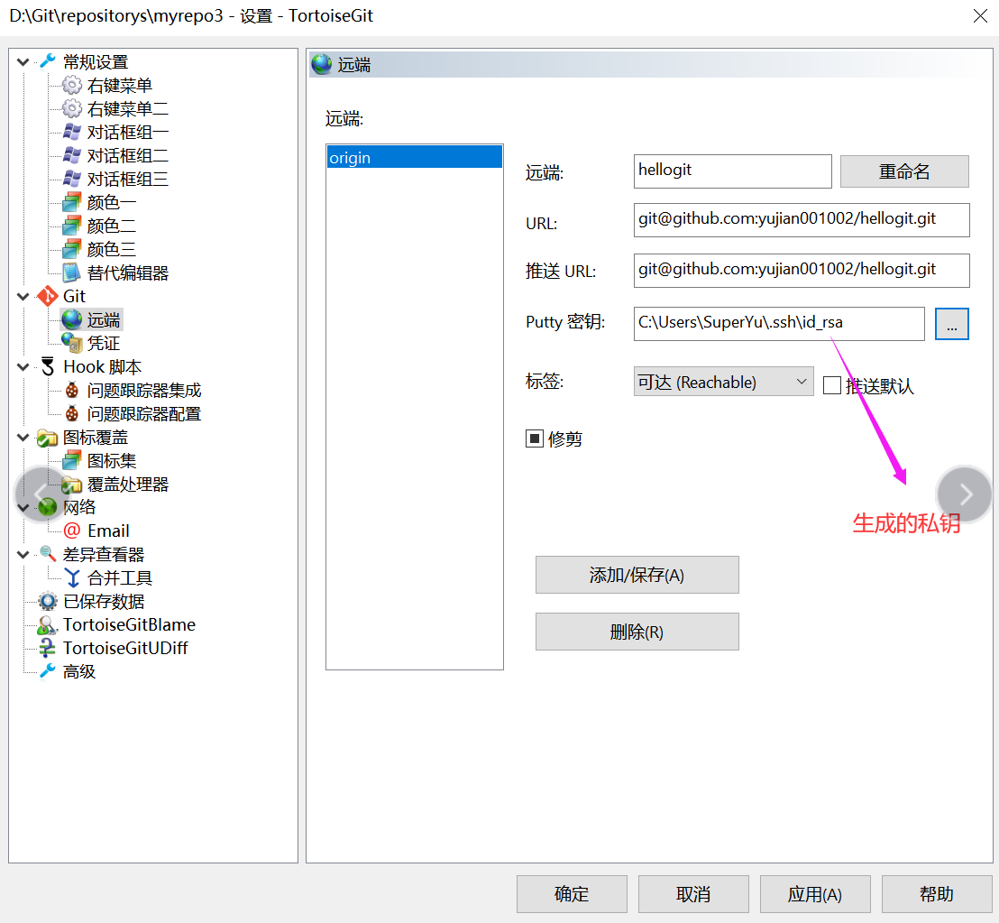 D:\Git\repositorys\myrepo3 - 设置 - TortoiseGit
常规设置
右键菜单
右键菜单二
对话框组一
对话框组二
对话框组三
颜色一
颜色二
颜色三
替代编辑器
Git
远端
凭证
Hook 脚本
问题跟踪器集成
问题跟踪器配置
图标覆盖
图标集
覆盖处理器
网络
Email
差异查看器
合并工具
已保存数据
TortoiseGitBlame
TortoiseGitUDiff
高级
远端
远端:
origin
远端: hellogit 重命名
URL: git@github.com:yujian001002/hellogit.git
推送 URL: git@github.com:yujian001002/hellogit.git
Putty 密钥: C:\Users\SuperYu\.ssh\id_rsa ...
标签: 可达 (Reachable) 推送默认
修剪
生成的私钥
添加/保存(A)
删除(R)
确定 取消 应用(A) 帮助